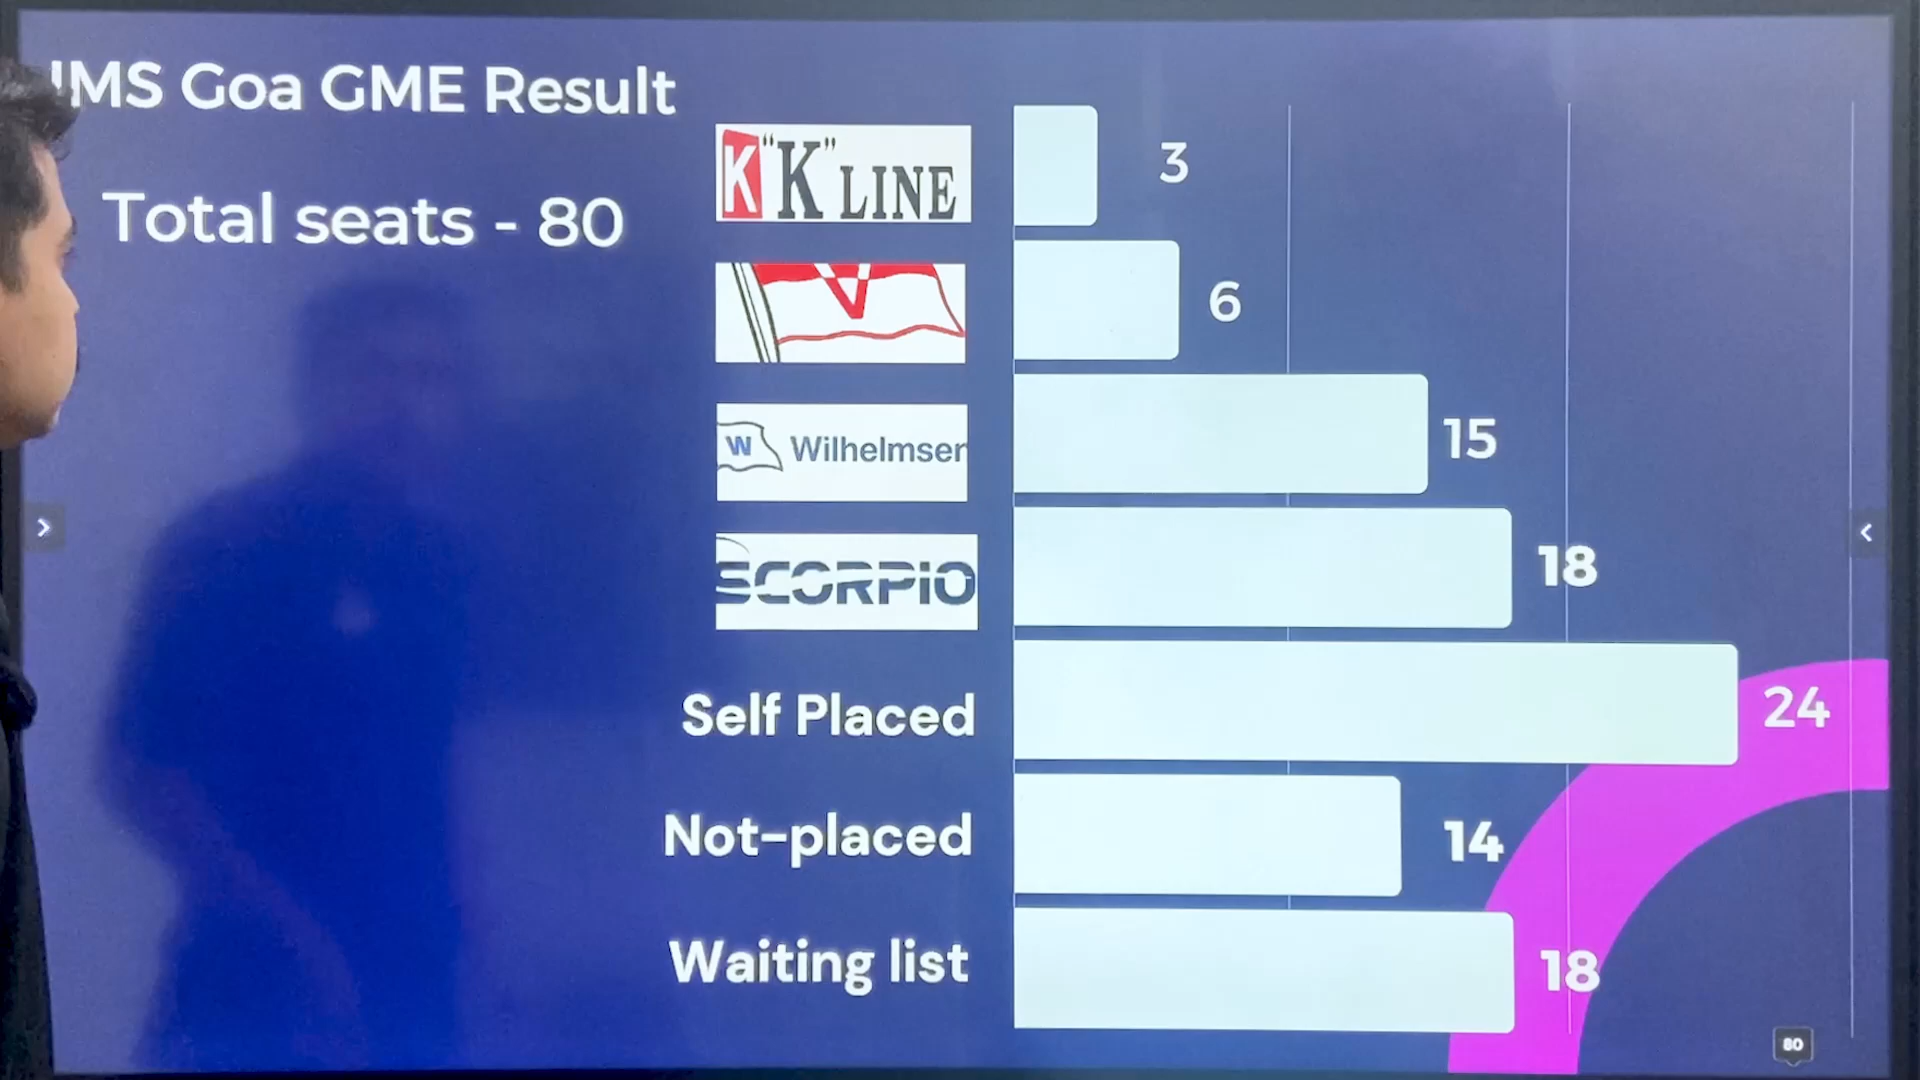 IMS Goa GME Result
Total seats - 80
K "K" LINE
3
V
6
W Wilhelmsen
15
SCORPIO
18
Self Placed
24
Not-placed
14
Waiting list
18
80